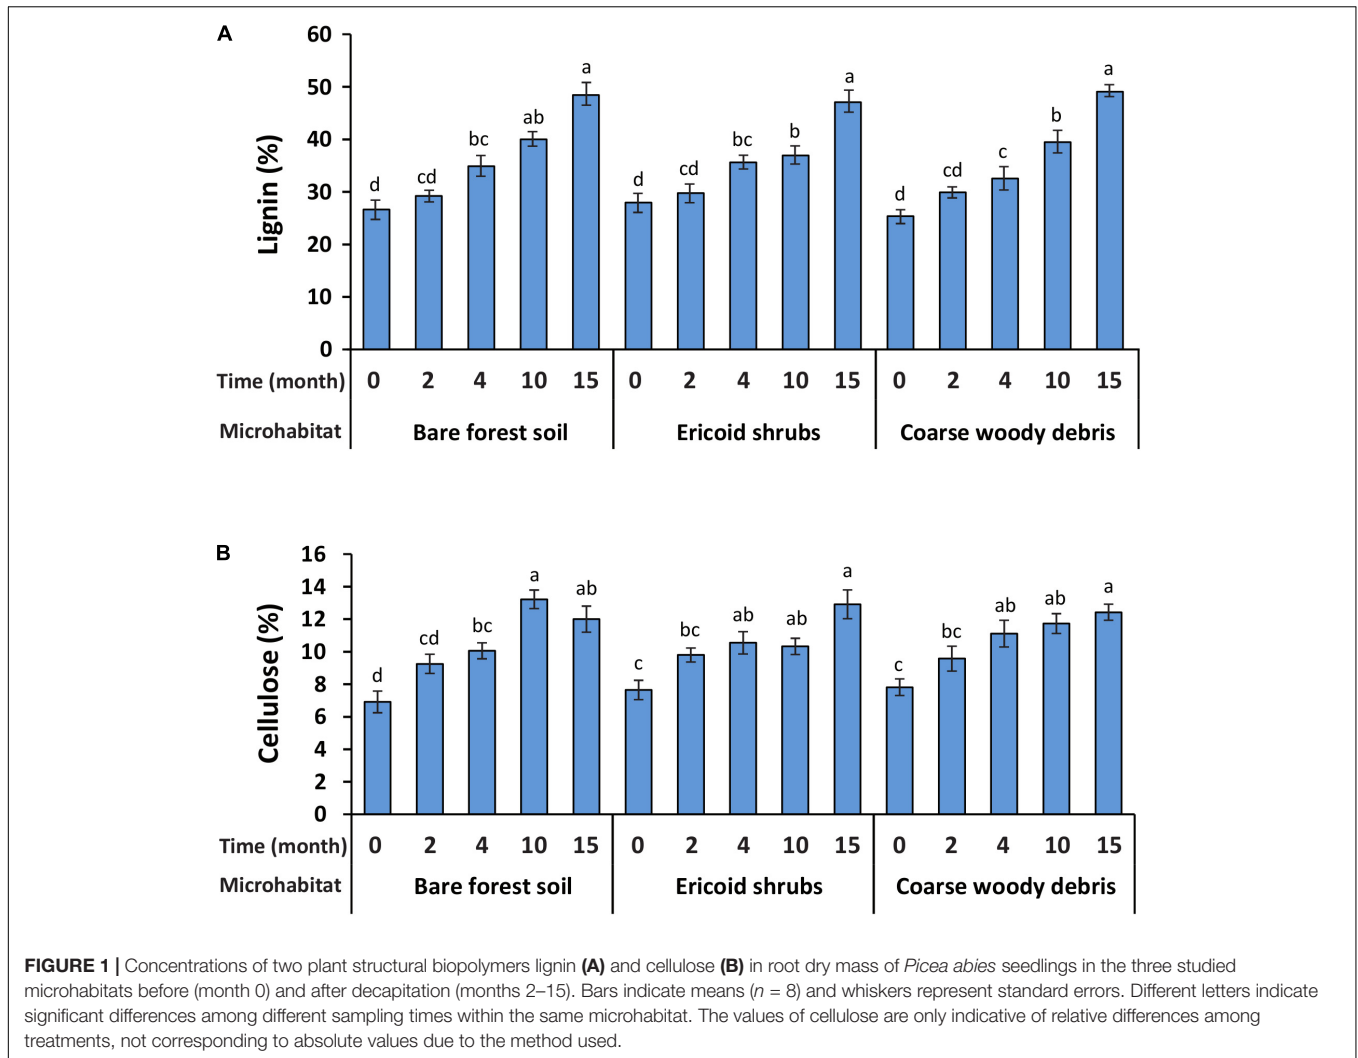 A
60
50
40
30
20
10
0
Lignin (%)
d cd bc ab a d cd bc b a d cd c b a
Time (month) 0 2 4 10 15 0 2 4 10 15 0 2 4 10 15
Microhabitat Bare forest soil Ericoid shrubs Coarse woody debris
B
16
14
12
10
8
6
4
2
0
Cellulose (%)
d cd bc a ab c bc ab ab a c bc ab ab a
Time (month) 0 2 4 10 15 0 2 4 10 15 0 2 4 10 15
Microhabitat Bare forest soil Ericoid shrubs Coarse woody debris
FIGURE 1 | Concentrations of two plant structural biopolymers lignin (A) and cellulose (B) in root dry mass of Picea abies seedlings in the three studied
microhabitats before (month 0) and after decapitation (months 2–15). Bars indicate means (n = 8) and whiskers represent standard errors. Different letters indicate
significant differences among different sampling times within the same microhabitat. The values of cellulose are only indicative of relative differences among
treatments, not corresponding to absolute values due to the method used.